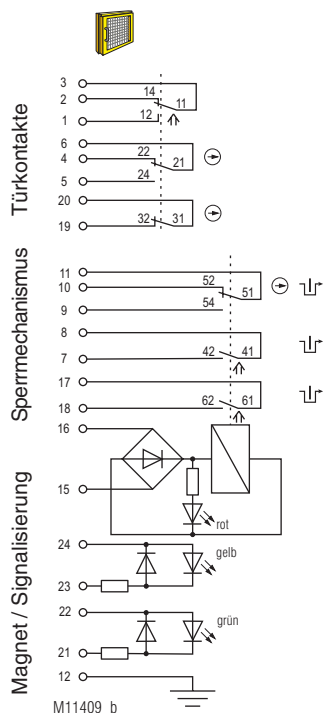 Türkontakte
3
2 14 11
1 12
6
4 22 21
5 24
20
19 32 31
Sperrmechanismus
11
10 52 51
9 54
8
7 42 41
17
18 62 61
Magnet / Signalisierung
16
15
rot
24
gelb
23
22
grün
21
12
M11409_b